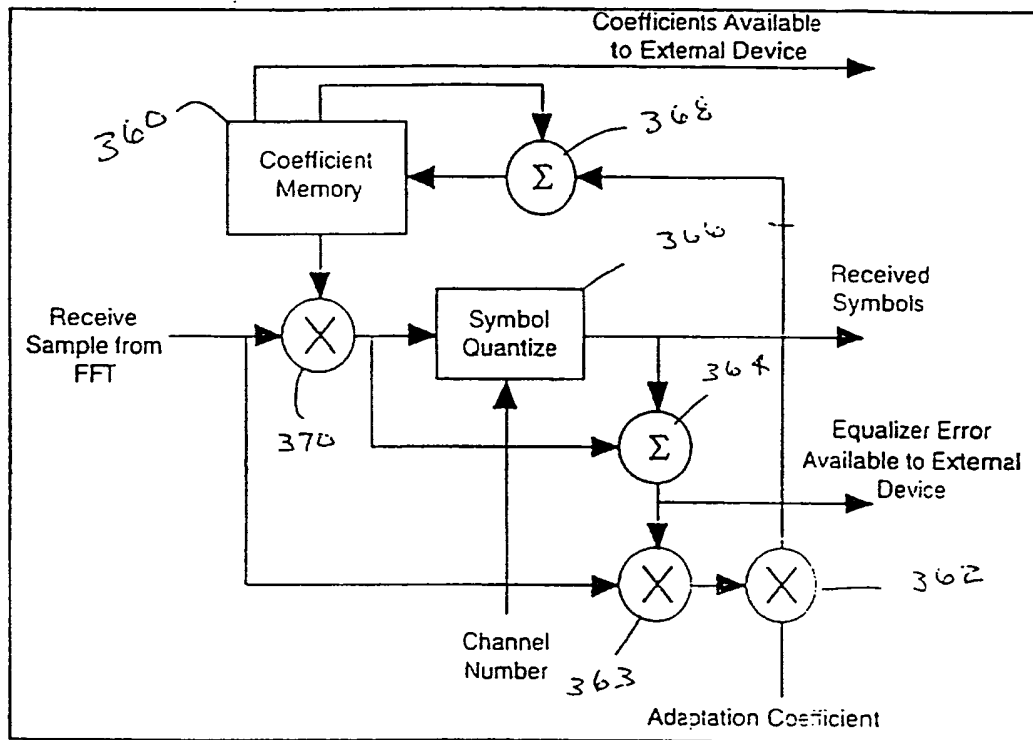 Coefficients Available
to External Device
360
368
Coefficient
Memory
Σ
366
Receive
Sample from
FFT
X
Symbol
Quantize
Received
Symbols
364
370
Σ
Equalizer Error
Available to External
Device
X
X
362
Channel
Number
363
Adaptation Coefficient